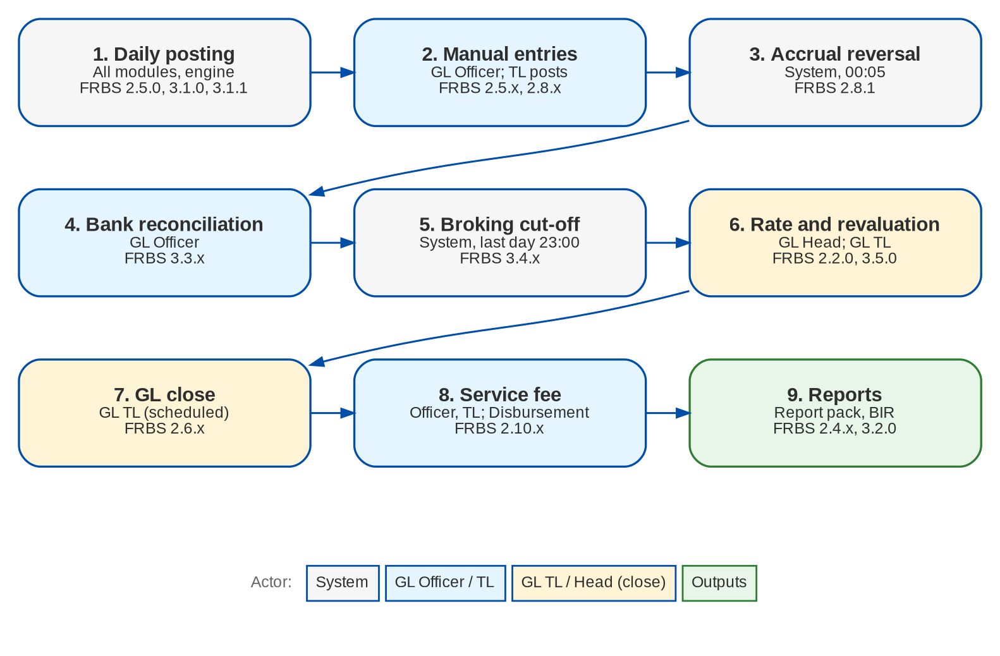 1. Daily posting
All modules, engine
FRBS 2.5.0, 3.1.0, 3.1.1
2. Manual entries
GL Officer; TL posts
FRBS 2.5.x, 2.8.x
3. Accrual reversal
System, 00:05
FRBS 2.8.1
4. Bank reconciliation
GL Officer
FRBS 3.3.x
5. Broking cut-off
System, last day 23:00
FRBS 3.4.x
6. Rate and revaluation
GL Head; GL TL
FRBS 2.2.0, 3.5.0
7. GL close
GL TL (scheduled)
FRBS 2.6.x
8. Service fee
Officer, TL; Disbursement
FRBS 2.10.x
9. Reports
Report pack, BIR
FRBS 2.4.x, 3.2.0
Actor: System GL Officer / TL GL TL / Head (close) Outputs